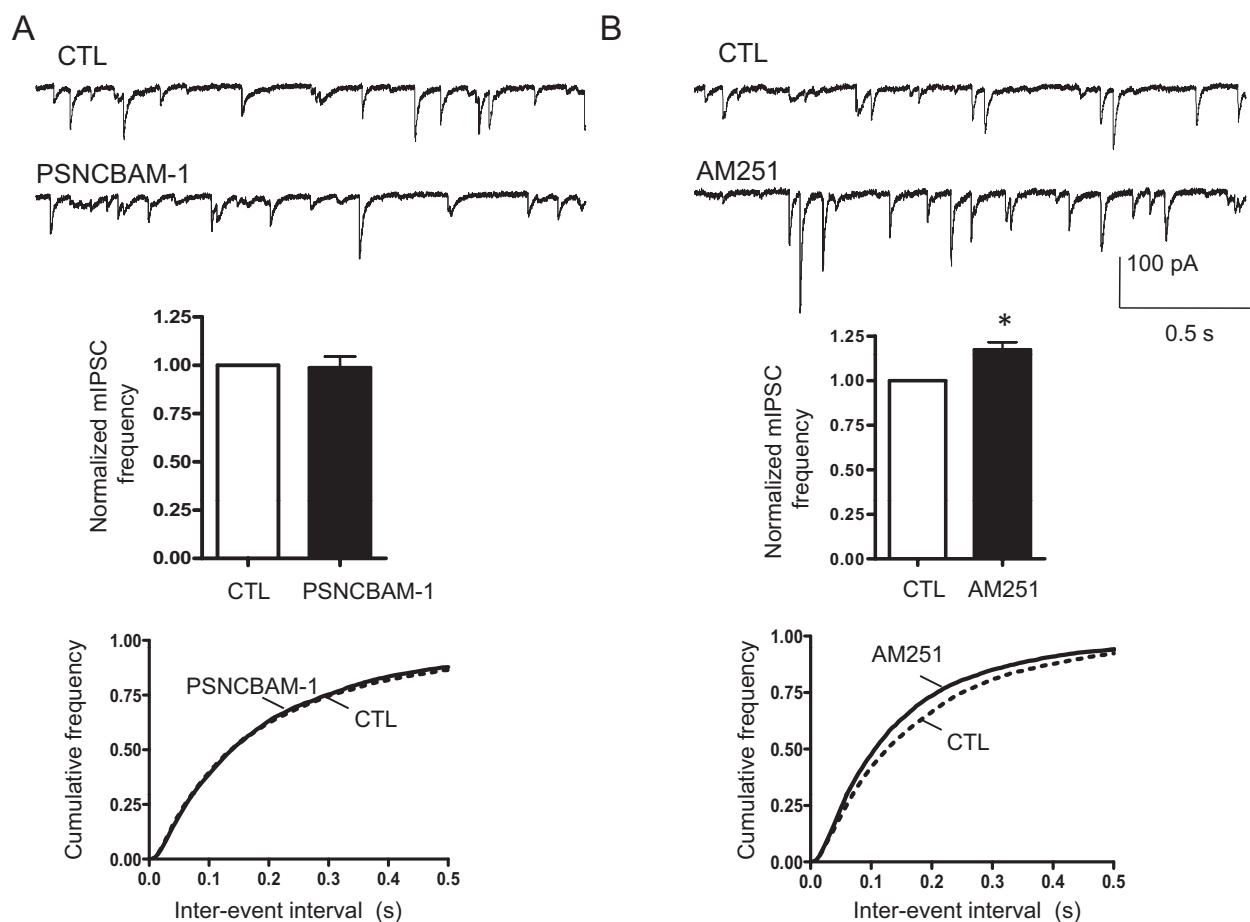 A
CTL
PSNCBAM-1
1.25
1.00
0.75
0.50
0.25
0.00
Normalized mIPSC
frequency
CTL PSNCBAM-1
1.00
0.75
0.50
0.25
0.00
Cumulative frequency
PSNCBAM-1
CTL
0.0 0.1 0.2 0.3 0.4 0.5
Inter-event interval (s)
B
CTL
AM251
100 pA
0.5 s
*
1.25
1.00
0.75
0.50
0.25
0.00
Normalized mIPSC
frequency
CTL AM251
1.00
0.75
0.50
0.25
0.00
Cumulative frequency
AM251
CTL
0.0 0.1 0.2 0.3 0.4 0.5
Inter-event interval (s)